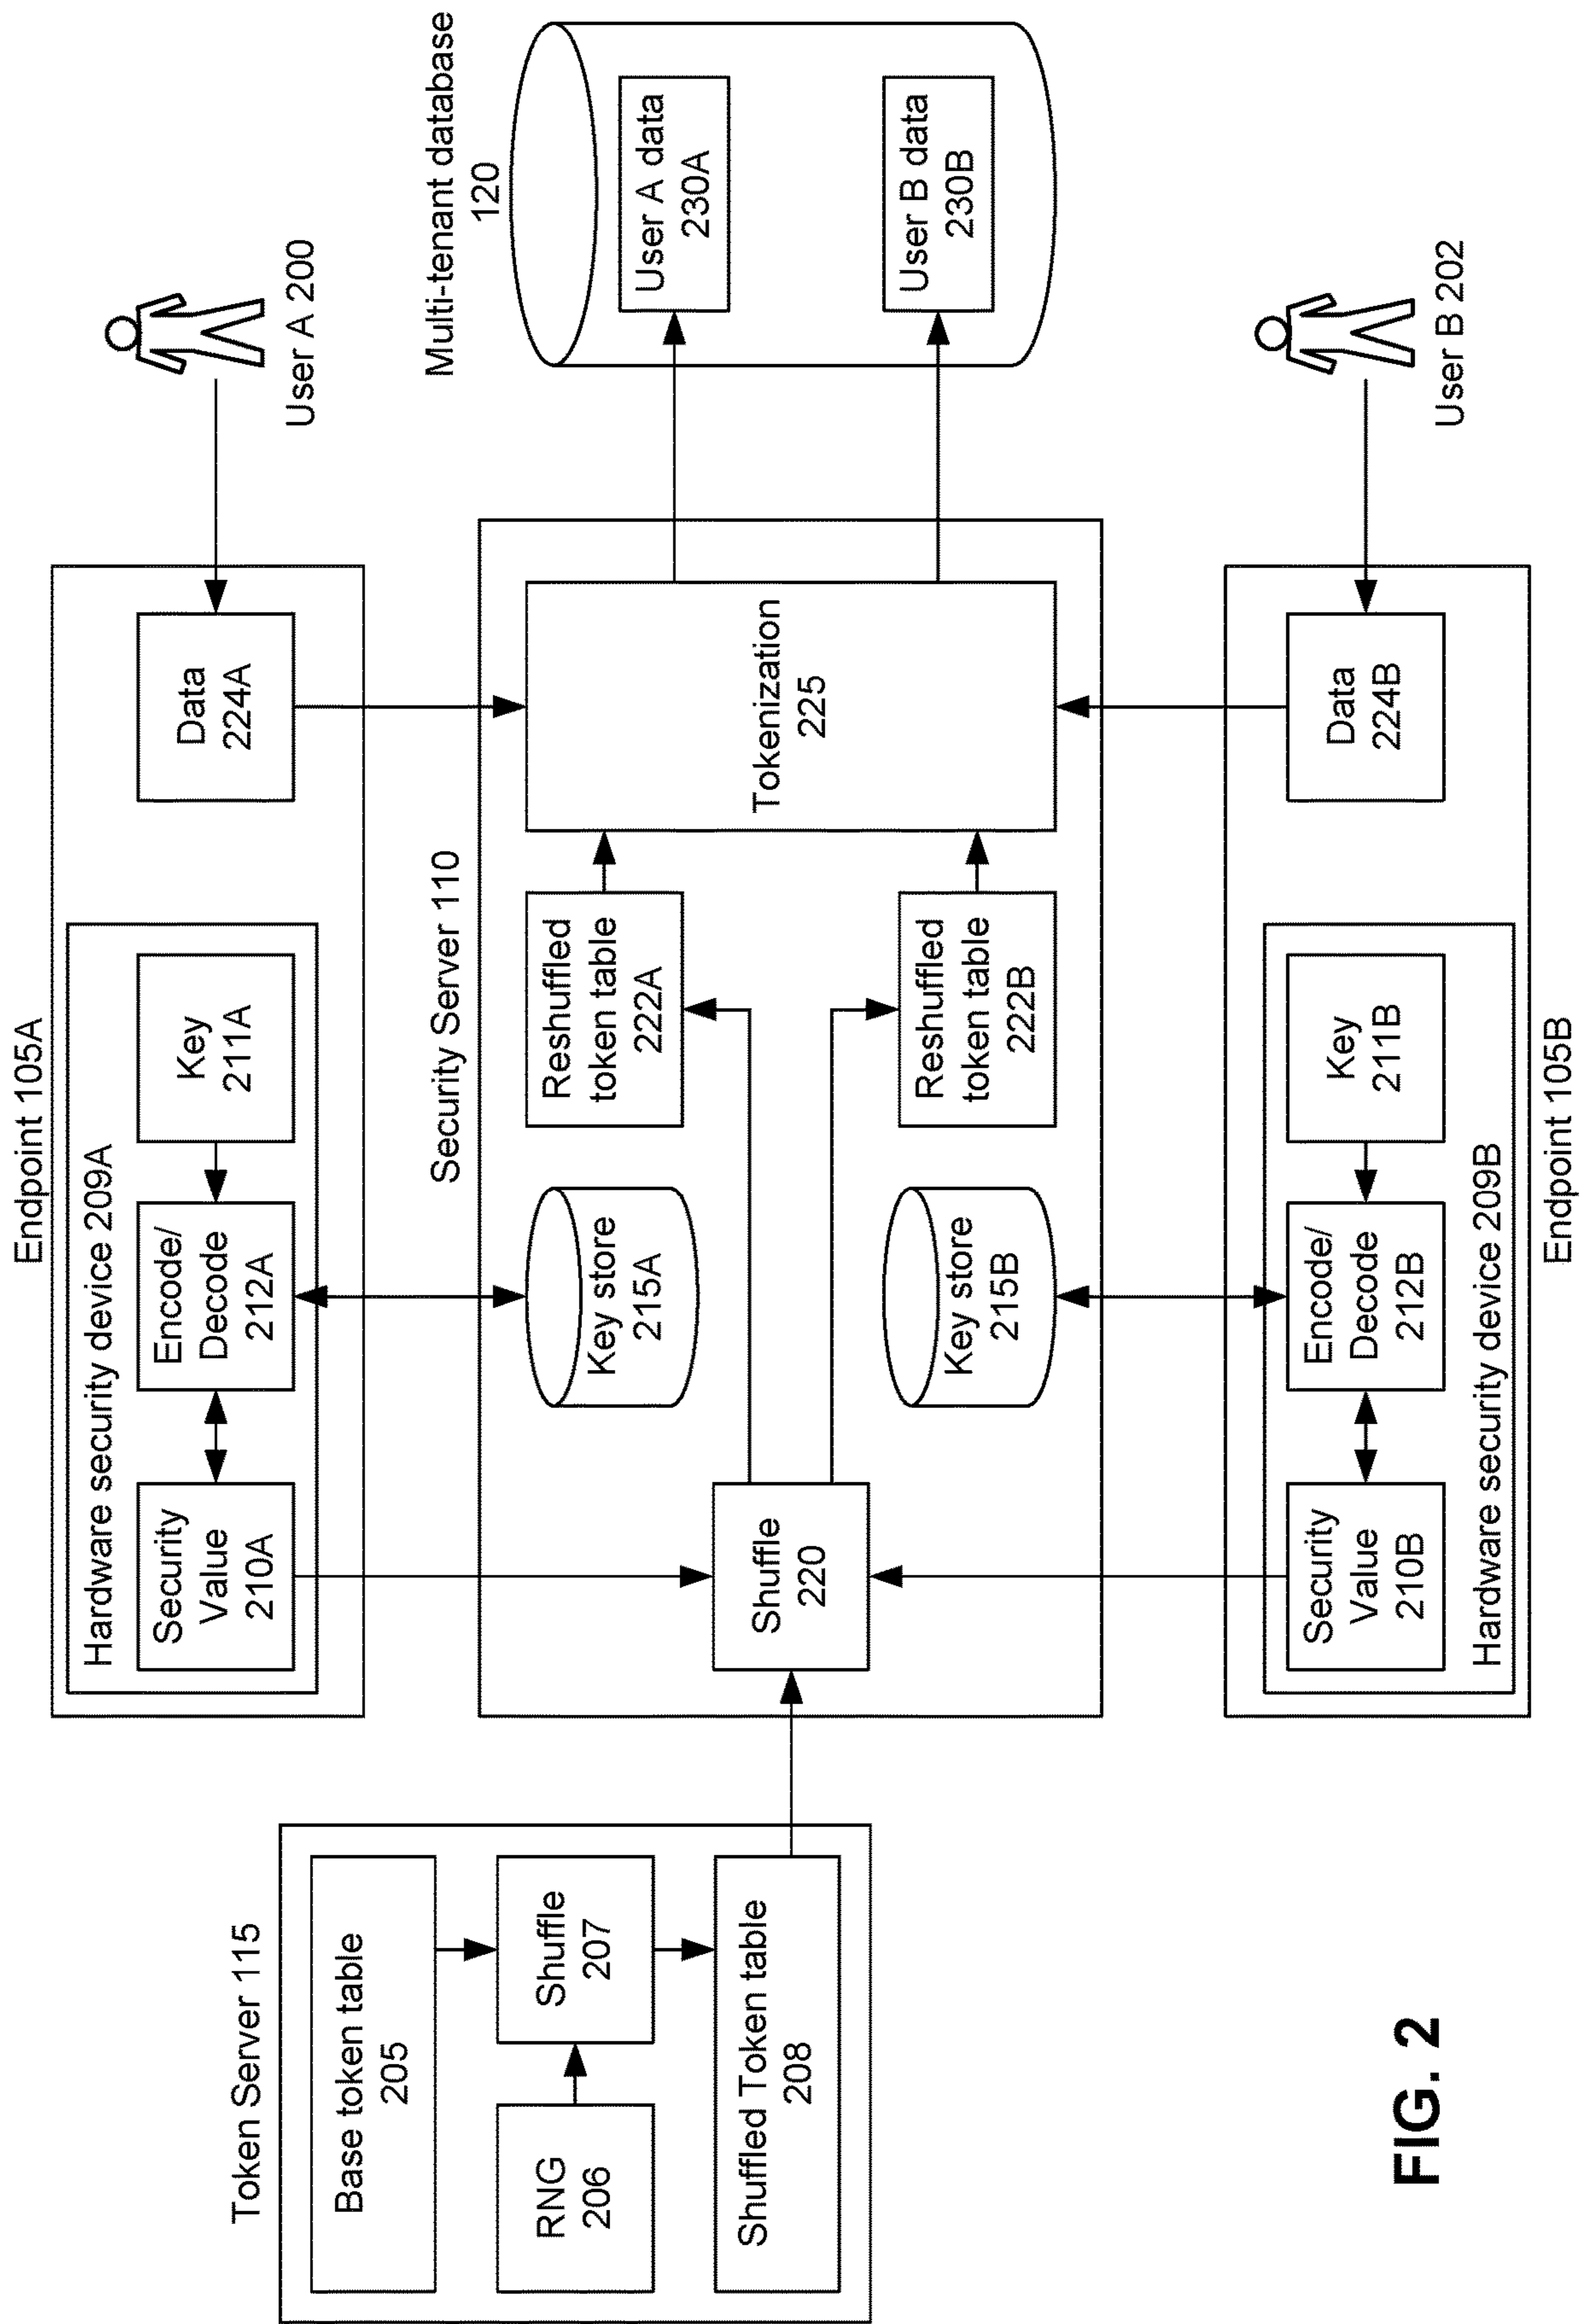 Token Server 115
Base token table
205
RNG
206
Shuffle
207
Shuffled Token table
208
Endpoint 105A
Hardware security device 209A
Security
Value
210A
Encode/
Decode
212A
Key
211A
Data
224A
User A 200
Security Server 110
Shuffle
220
Key store
215A
Key store
215B
Reshuffled
token table
222A
Reshuffled
token table
222B
Tokenization
225
Multi-tenant database
120
User A data
230A
User B data
230B
Security
Value
210B
Encode/
Decode
212B
Key
211B
Data
224B
User B 202
Hardware security device 209B
Endpoint 105B
FIG. 2